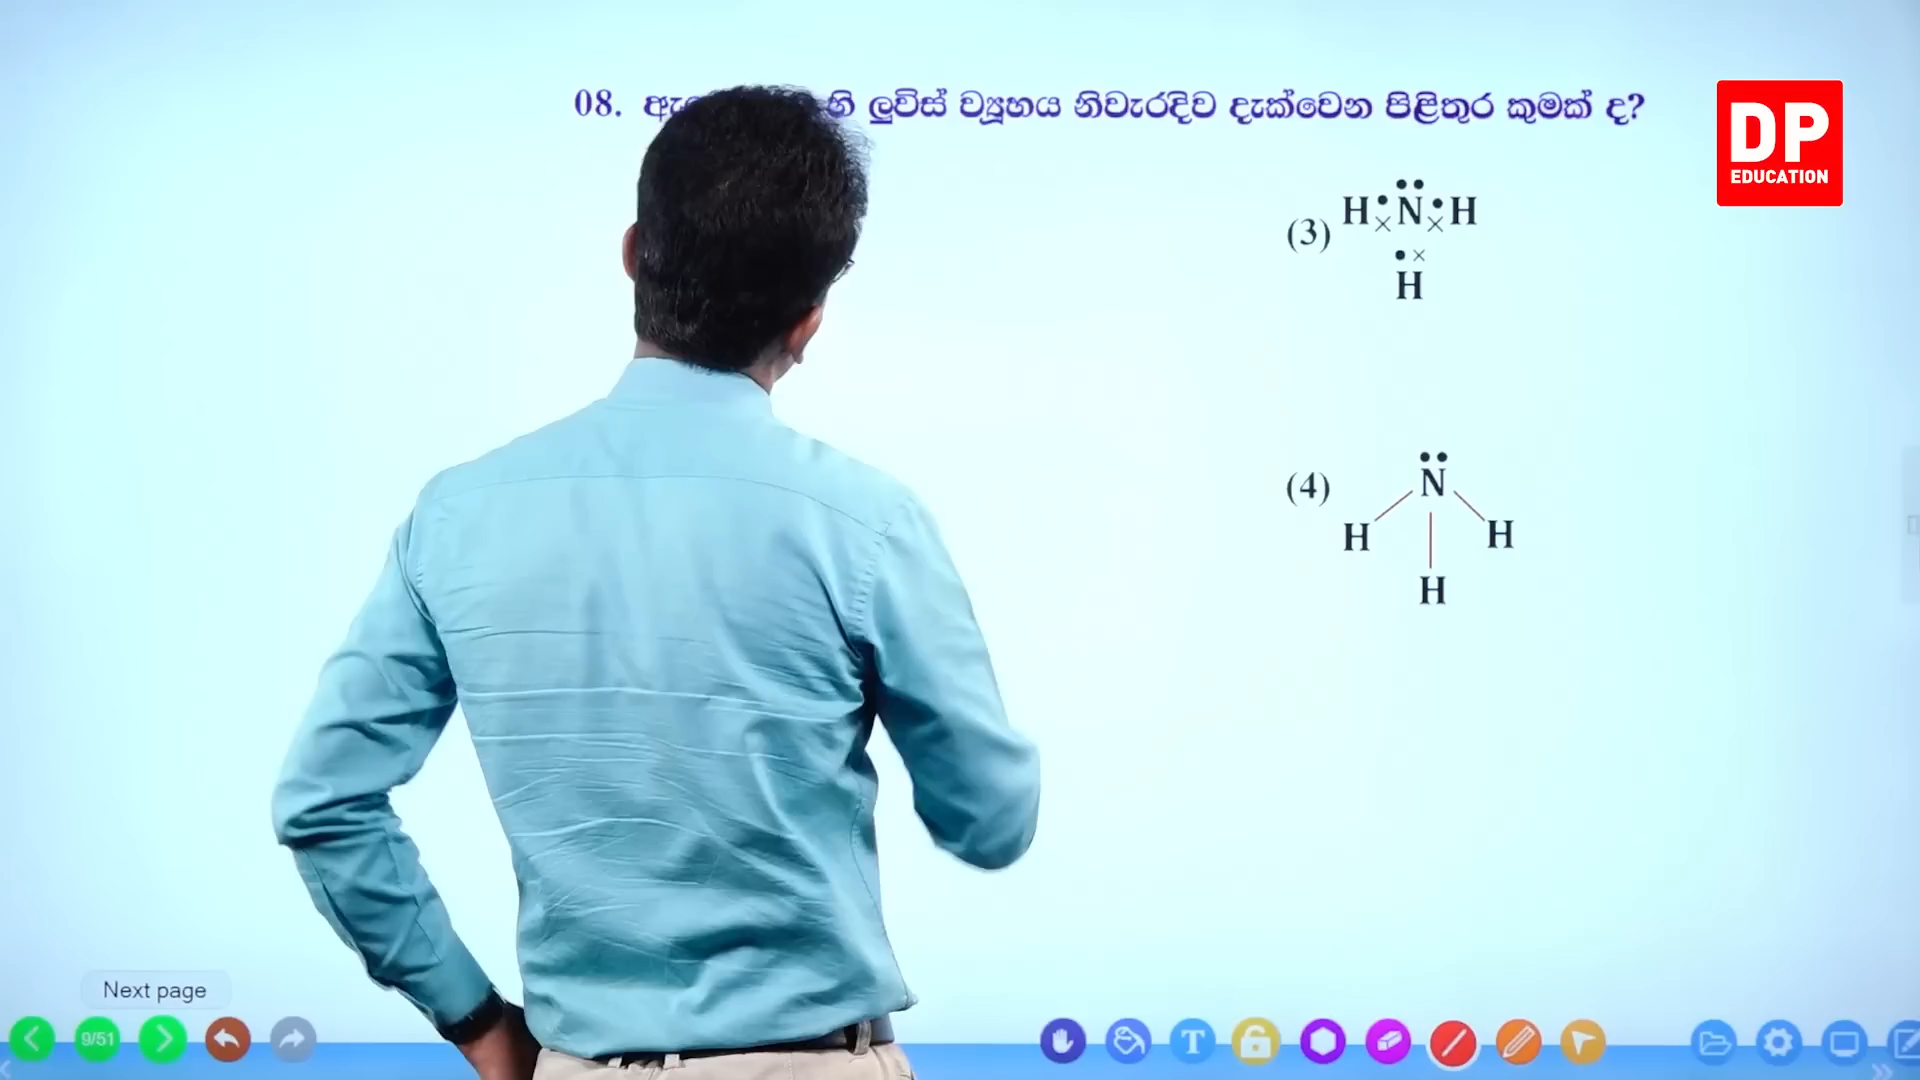 08. හි ලුවිස් ව්‍යූහය නිවැරදිව දැක්වෙන පිළිතුර කුමක් ද?
DP
EDUCATION
(3) H •× N •× H
•• 
• ×
H
(4) •• N
H H
H
Next page
9/51
T